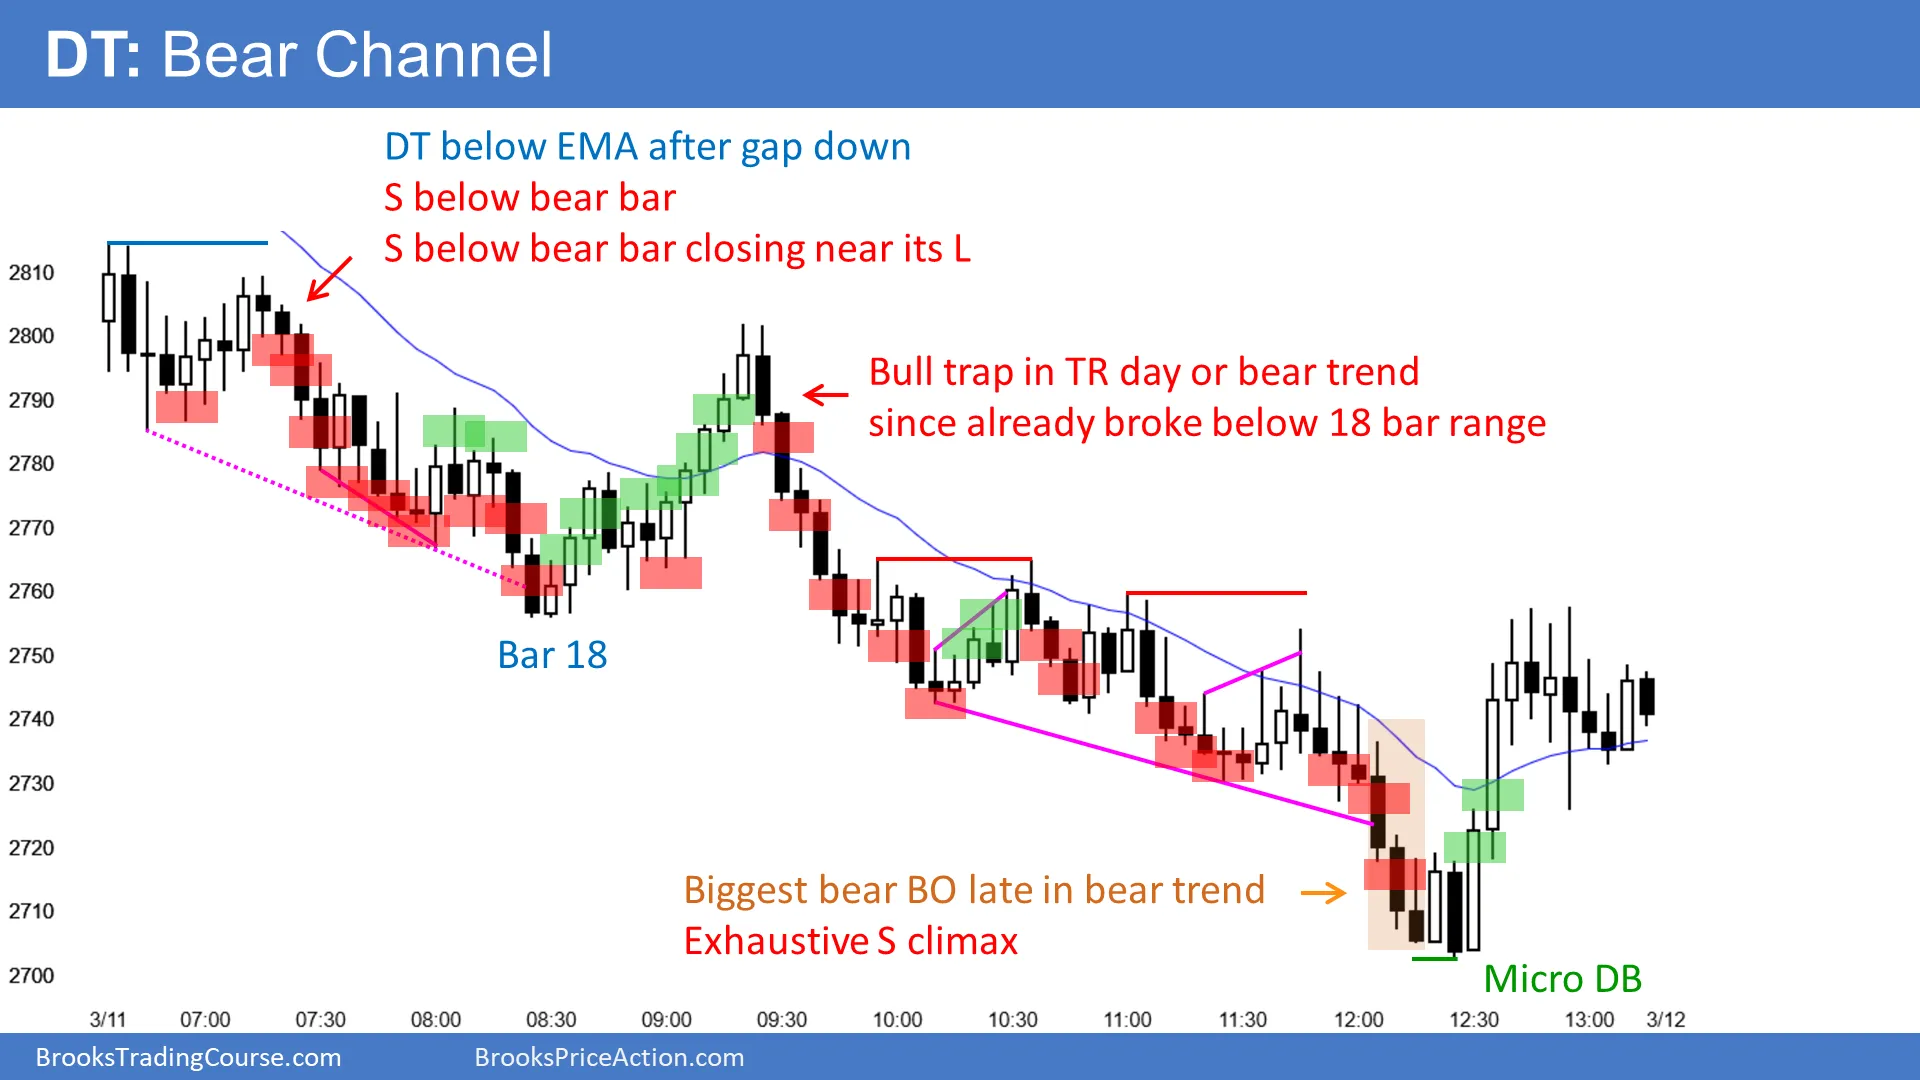 DT: Bear Channel
DT below EMA after gap down
S below bear bar
S below bear bar closing near its L
2810
2800
2790
2780
2770
2760
2750
2740
2730
2720
2710
2700
Bull trap in TR day or bear trend
since already broke below 18 bar range
Bar 18
Biggest bear BO late in bear trend
Exhaustive S climax
Micro DB
3/11 07:00 07:30 08:00 08:30 09:00 09:30 10:00 10:30 11:00 11:30 12:00 12:30 13:00 3/12
BrooksTradingCourse.com BrooksPriceAction.com